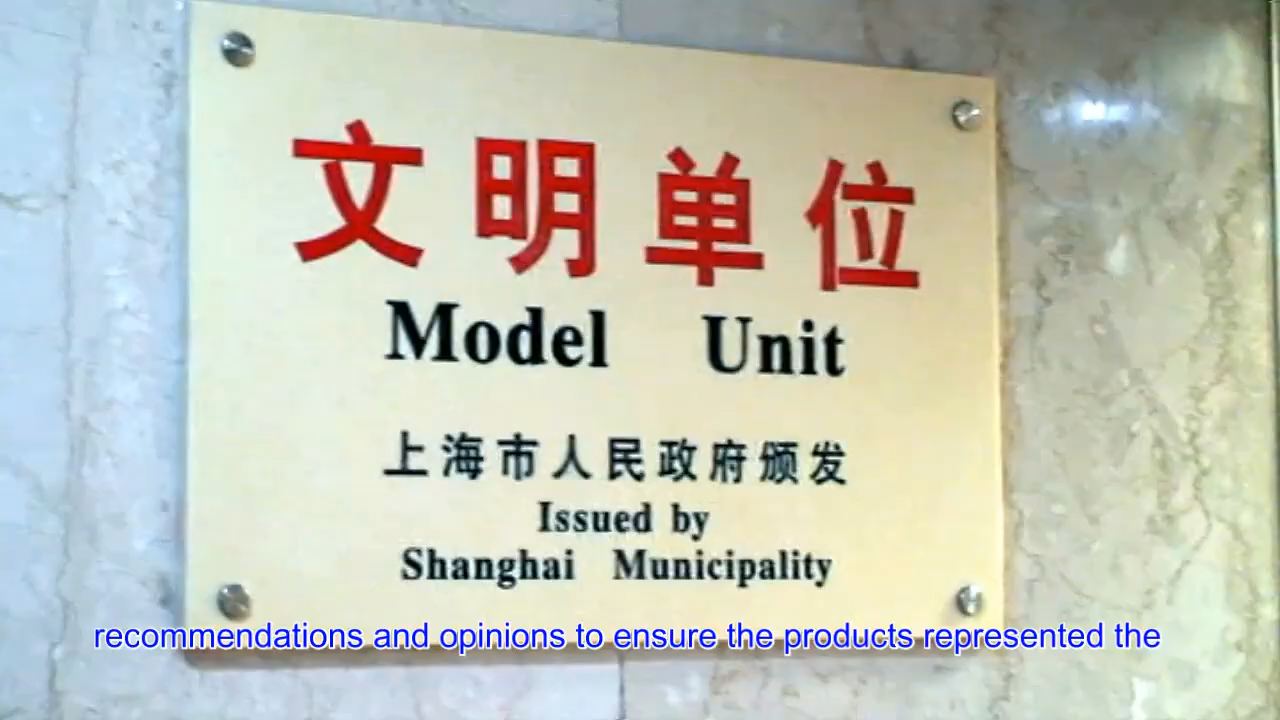 文明单位
Model Unit
上海市人民政府颁发
Issued by
Shanghai Municipality
recommendations and opinions to ensure the products represented the